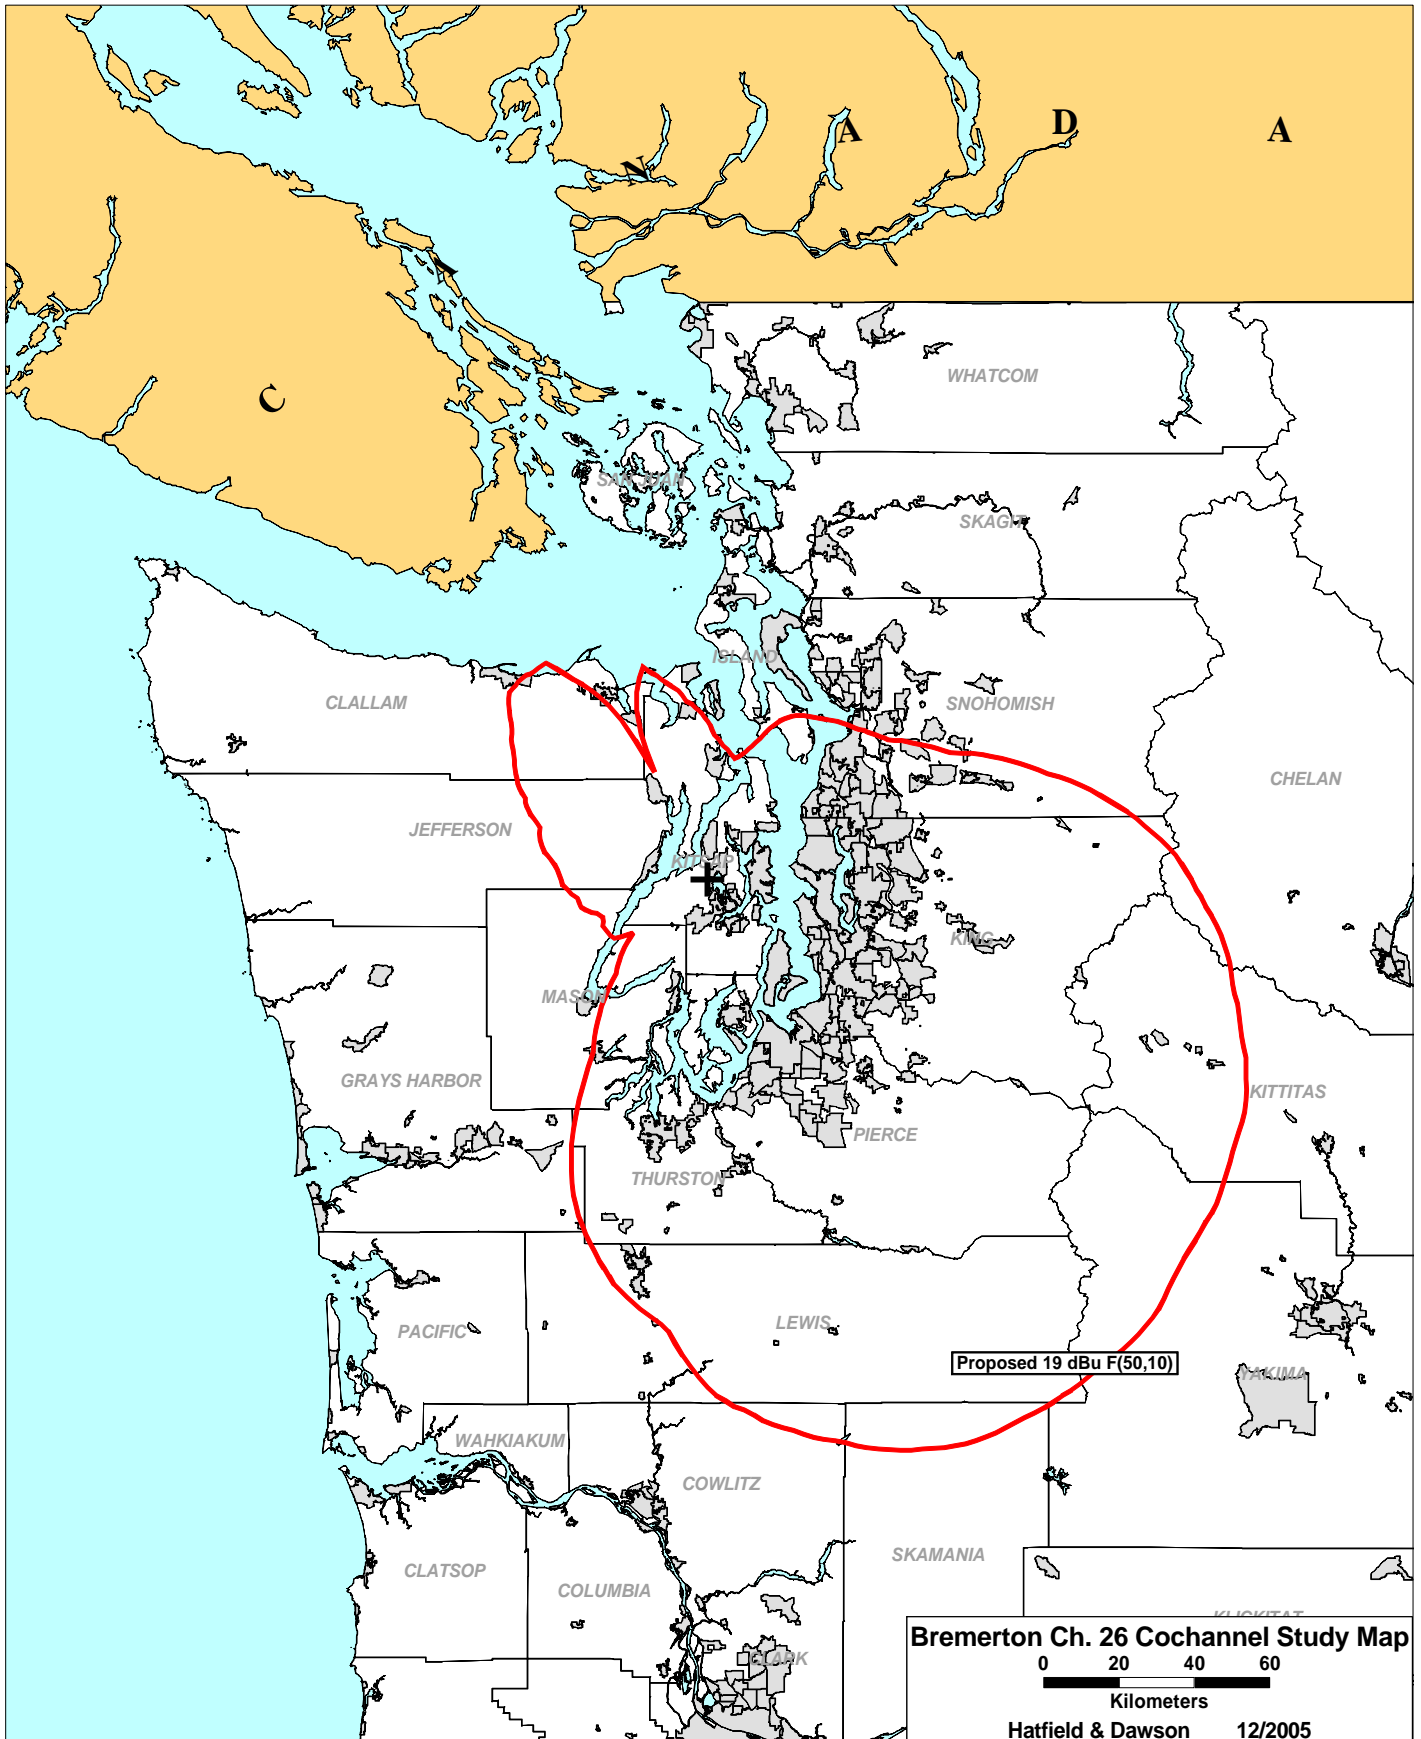 A
D
A
N
A
C
WHATCOM
SAN JUAN
SKAGIT
ISLAND
CLALLAM
SNOHOMISH
CHELAN
JEFFERSON
KITSAP
KING
MASON
GRAYS HARBOR
KITTITAS
PIERCE
THURSTON
PACIFIC
LEWIS
Proposed 19 dBu F(50,10)
YAKIMA
WAHKIAKUM
COWLITZ
SKAMANIA
CLATSOP
COLUMBIA
KLICKITAT
CLARK
Bremerton Ch. 26 Cochannel Study Map
0 20 40 60
Kilometers
Hatfield & Dawson 12/2005